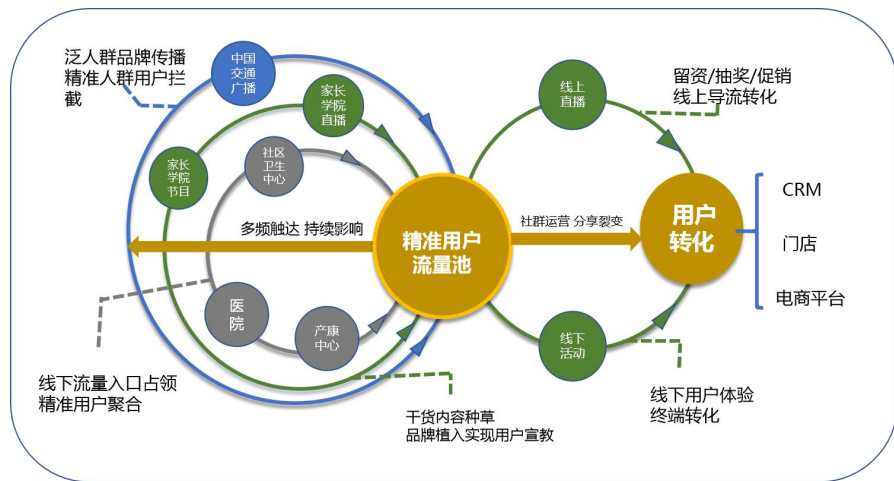 泛人群品牌传播
精准人群用户拦
截
中国
交通
广播
家长
学院
直播
家长
学院
节目
社区
卫生
中心
多频触达 持续影响
医
院
产康
中心
线下流量入口占领
精准用户聚合
干货内容种草
品牌植入实现用户宣教
精准用户
流量池
社群运营 分享裂变
线上
直播
留资/抽奖/促销
线上导流转化
用户
转化
CRM
门店
电商平台
线下
活动
线下用户体验
终端转化